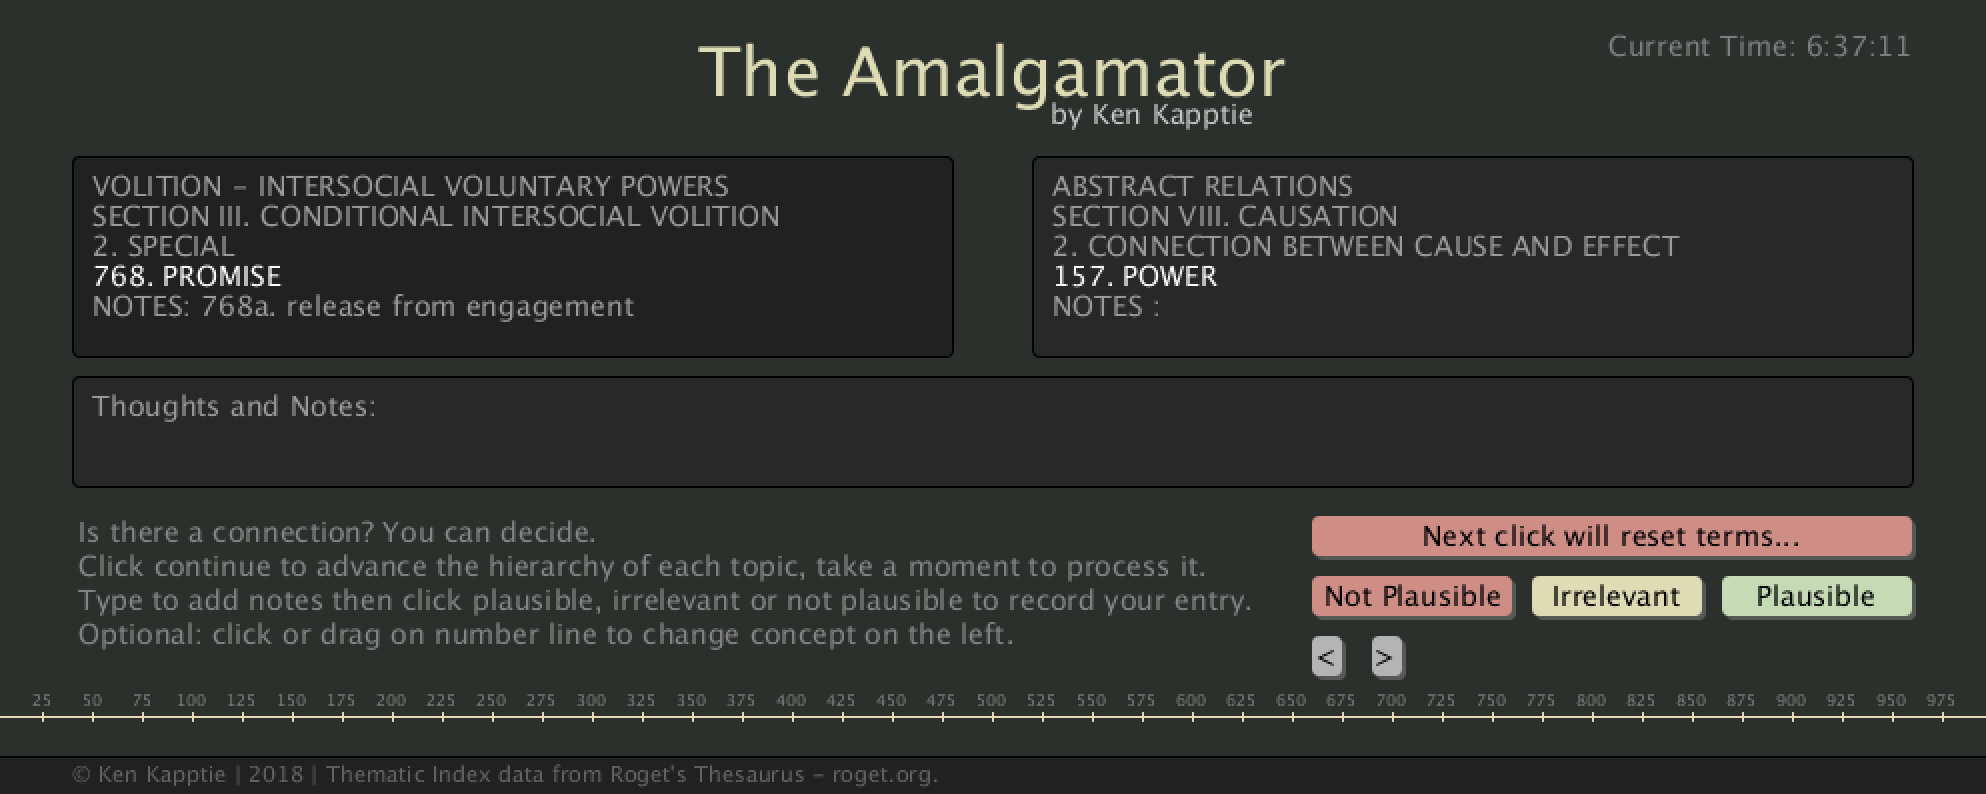 The Amalgamator
by Ken Kapptie
Current Time: 6:37:11
VOLITION – INTERSOCIAL VOLUNTARY POWERS
SECTION III. CONDITIONAL INTERSOCIAL VOLITION
2. SPECIAL
768. PROMISE
NOTES: 768a. release from engagement
ABSTRACT RELATIONS
SECTION VIII. CAUSATION
2. CONNECTION BETWEEN CAUSE AND EFFECT
157. POWER
NOTES :
Thoughts and Notes:
Is there a connection? You can decide.
Click continue to advance the hierarchy of each topic, take a moment to process it.
Type to add notes then click plausible, irrelevant or not plausible to record your entry.
Optional: click or drag on number line to change concept on the left.
Next click will reset terms...
Not Plausible Irrelevant Plausible
< >
25 50 75 100 125 150 175 200 225 250 275 300 325 350 375 400 425 450 475 500 525 550 575 600 625 650 675 700 725 750 775 800 825 850 875 900 925 950 975
© Ken Kapptie | 2018 | Thematic Index data from Roget's Thesaurus – roget.org.